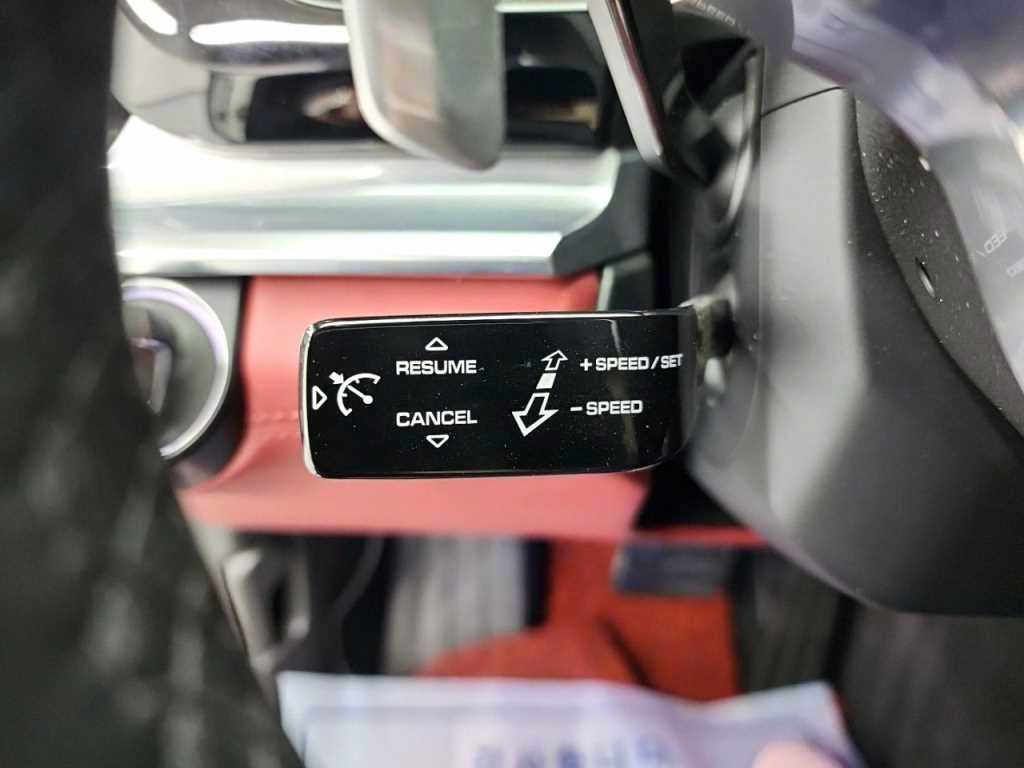 RESUME
CANCEL
+ SPEED / SET
- SPEED